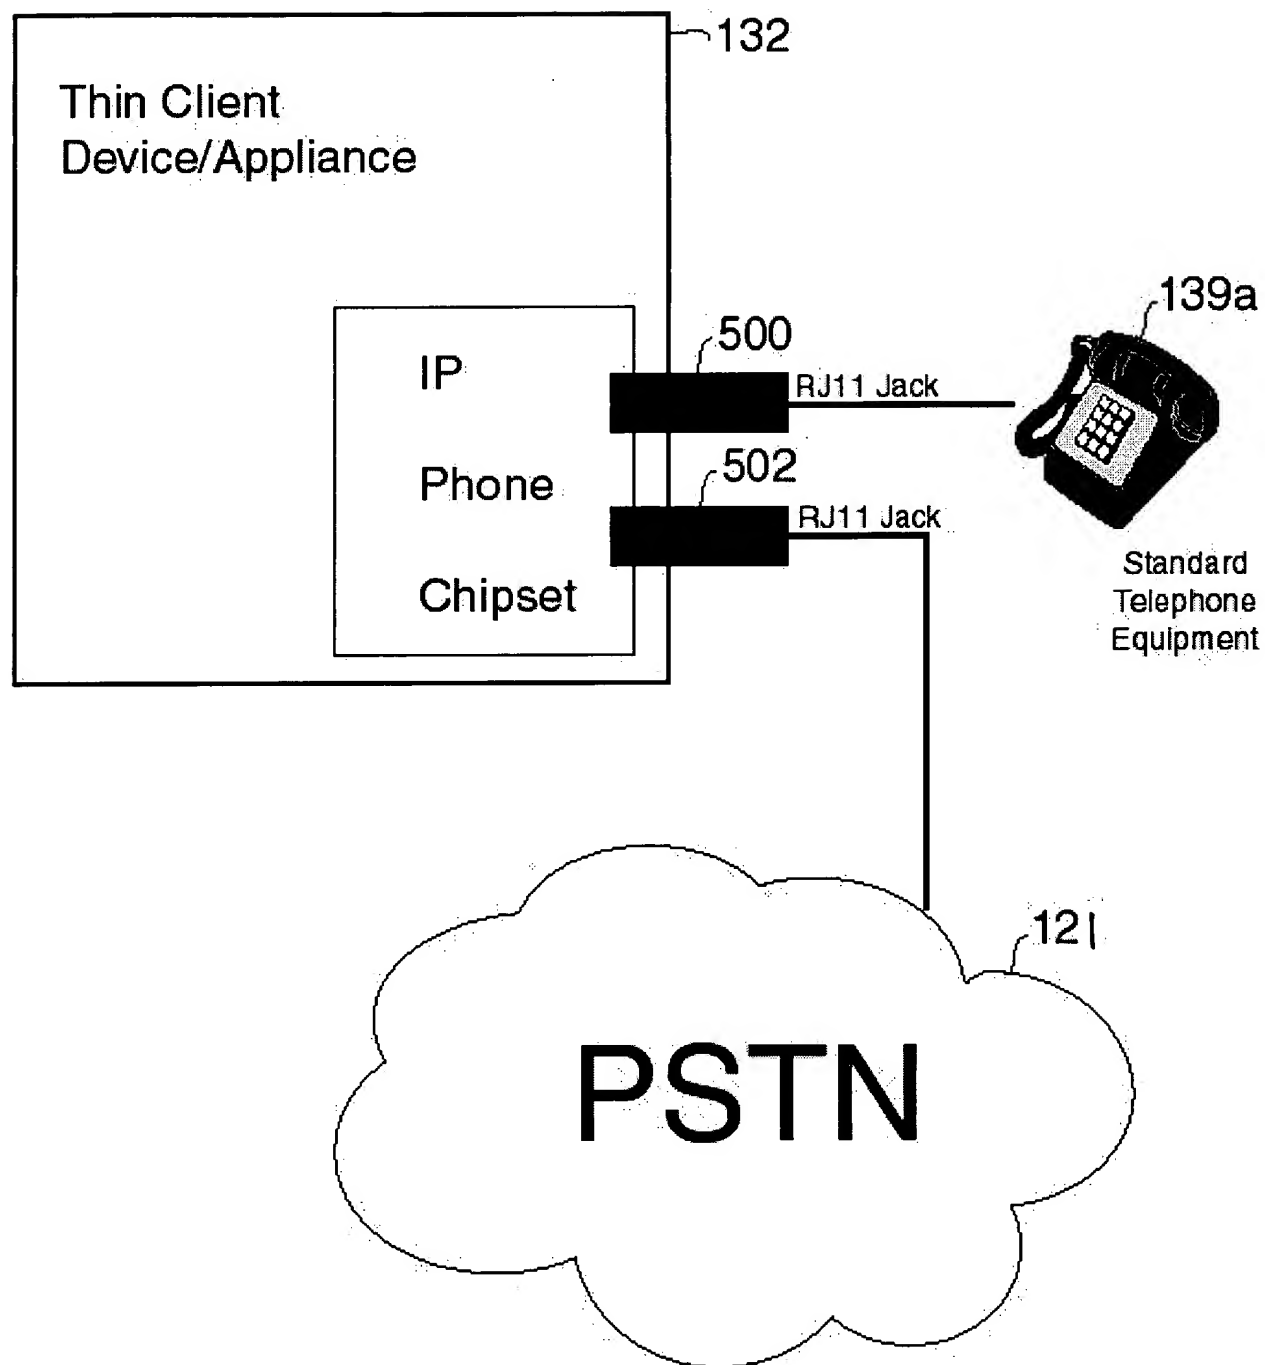 132
Thin Client
Device/Appliance
139a
500
IP
RJ11 Jack
502
Phone
RJ11 Jack
Standard
Telephone
Equipment
Chipset
121
PSTN